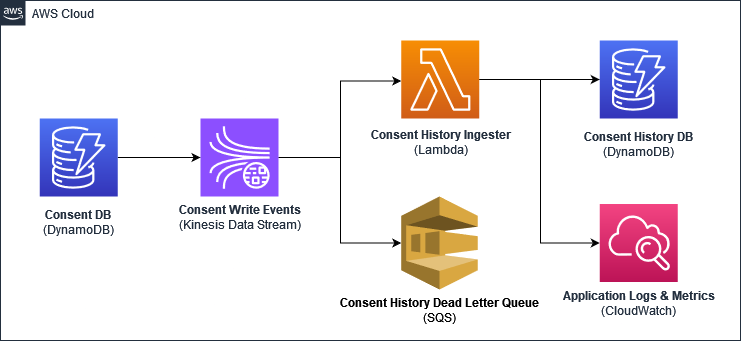 aws
AWS Cloud
Consent DB
(DynamoDB)
Consent Write Events
(Kinesis Data Stream)
Consent History Ingester
(Lambda)
Consent History Dead Letter Queue
(SQS)
Consent History DB
(DynamoDB)
Application Logs & Metrics
(CloudWatch)